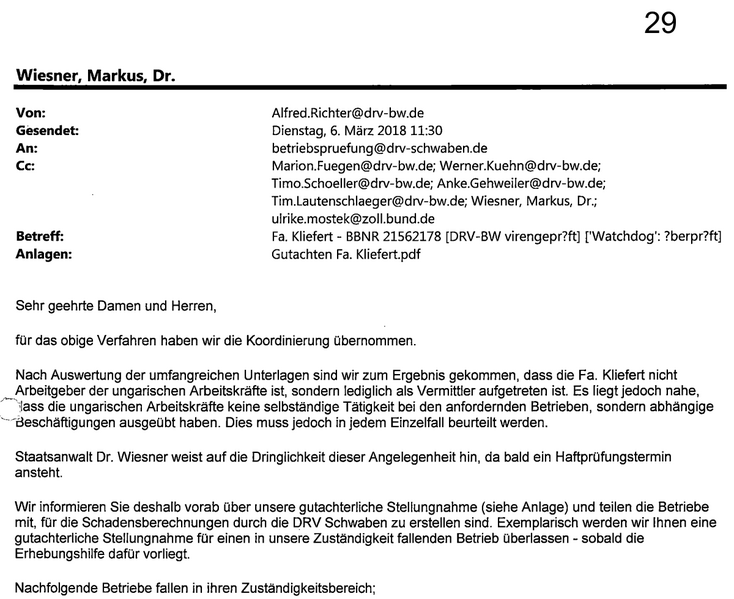 29
Wiesner, Markus, Dr.
Von: Alfred.Richter@drv-bw.de
Gesendet: Dienstag, 6. März 2018 11:30
An: betriebspruefung@drv-schwaben.de
Cc: Marion.Fuegen@drv-bw.de; Werner.Kuehn@drv-bw.de;
Timo.Schoeller@drv-bw.de; Anke.Gehweiler@drv-bw.de;
Tim.Lautenschlaeger@drv-bw.de; Wiesner, Markus, Dr.;
ulrike.mostek@zoll.bund.de
Betreff: Fa. Kliefert - BBNR 21562178 [DRV-BW virengepr?ft] ['Watchdog': ?berpr?ft]
Anlagen: Gutachten Fa. Kliefert.pdf
Sehr geehrte Damen und Herren,
für das obige Verfahren haben wir die Koordinierung übernommen.
Nach Auswertung der umfangreichen Unterlagen sind wir zum Ergebnis gekommen, dass die Fa. Kliefert nicht
Arbeitgeber der ungarischen Arbeitskräfte ist, sondern lediglich als Vermittler aufgetreten ist. Es liegt jedoch nahe,
dass die ungarischen Arbeitskräfte keine selbständige Tätigkeit bei den anfordernden Betrieben, sondern abhängige
Beschäftigungen ausgeübt haben. Dies muss jedoch in jedem Einzelfall beurteilt werden.
Staatsanwalt Dr. Wiesner weist auf die Dringlichkeit dieser Angelegenheit hin, da bald ein Haftprüfungstermin
ansteht.
Wir informieren Sie deshalb vorab über unsere gutachterliche Stellungnahme (siehe Anlage) und teilen die Betriebe
mit, für die Schadensberechnungen durch die DRV Schwaben zu erstellen sind. Exemplarisch werden wir Ihnen eine
gutachterliche Stellungnahme für einen in unsere Zuständigkeit fallenden Betrieb überlassen - sobald die
Erhebungshilfe dafür vorliegt.
Nachfolgende Betriebe fallen in ihren Zuständigkeitsbereich;